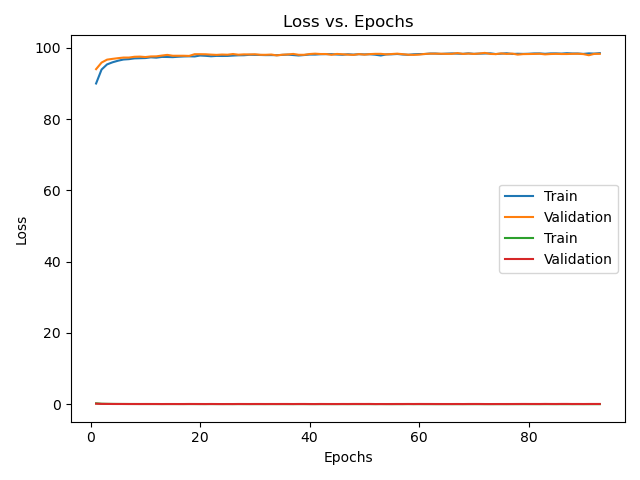 Loss vs. Epochs
100
80
60
40
20
0
Loss
Train
Validation
Train
Validation
0 20 40 60 80
Epochs